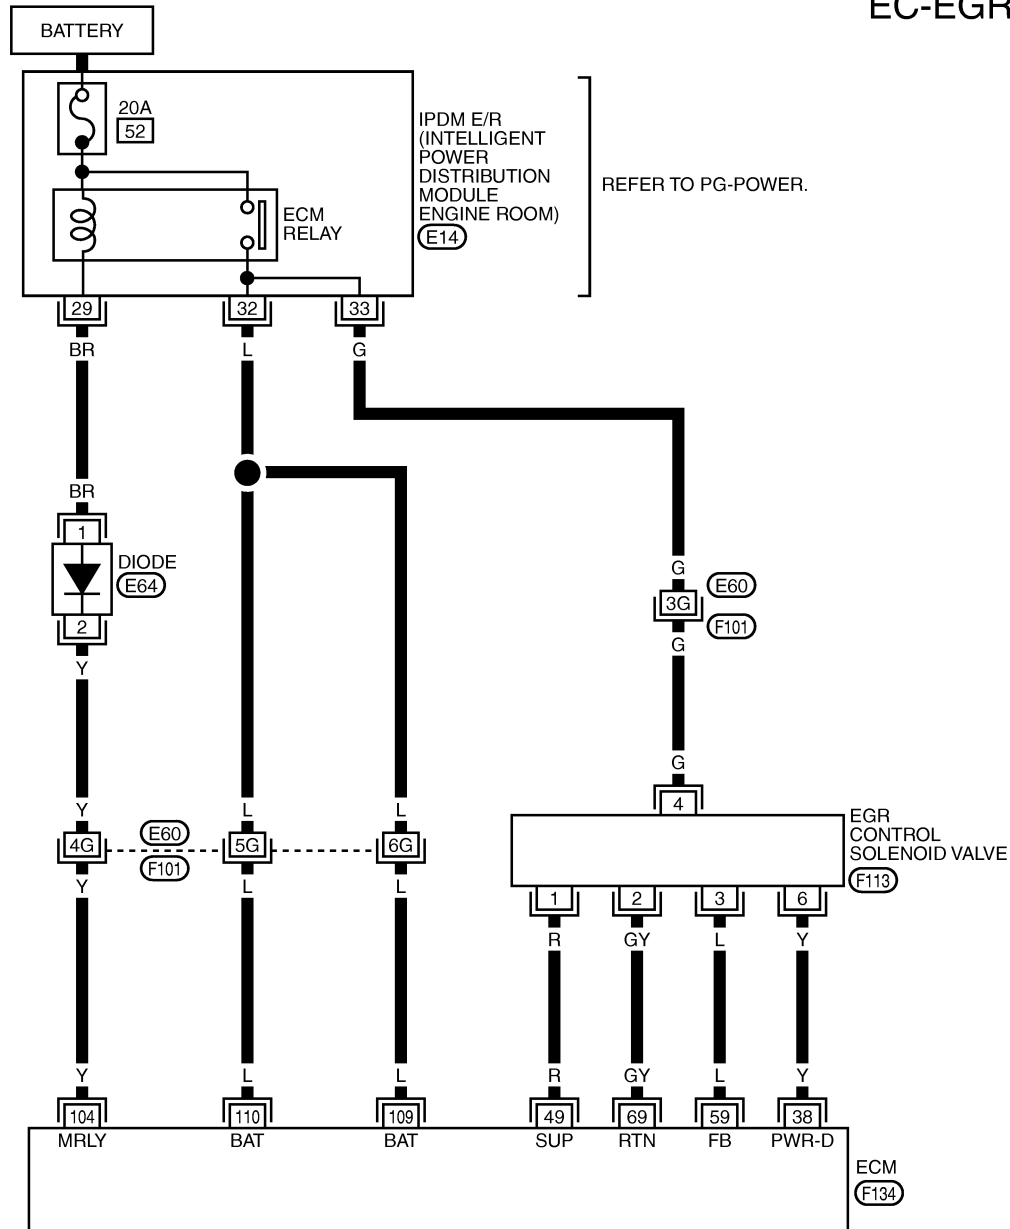 EC-EGR
BATTERY
20A
52
IPDM E/R
(INTELLIGENT
POWER
DISTRIBUTION
MODULE
ENGINE ROOM)
E14
REFER TO PG-POWER.
ECM
RELAY
29 32 33
BR L G
BR
1
DIODE
E64
2
Y
G
3G
E60
F101
G
G
4
Y L L
4G
E60
F101
5G
6G
Y L L
EGR
CONTROL
SOLENOID VALVE
F113
1 2 3 6
R GY L Y
Y L L R GY L Y
104 110 109 49 69 59 38
MRLY BAT BAT SUP RTN FB PWR-D
ECM
F134